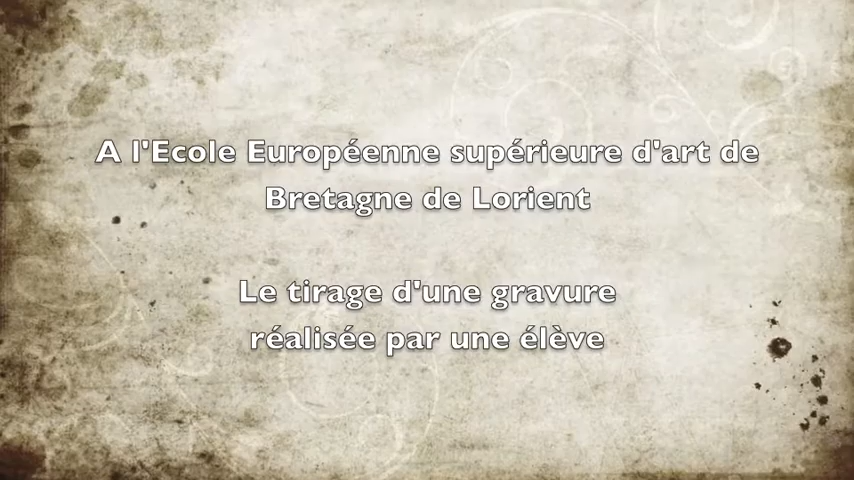 A l'Ecole Européenne supérieure d'art de
Bretagne de Lorient
Le tirage d'une gravure
réalisée par une élève